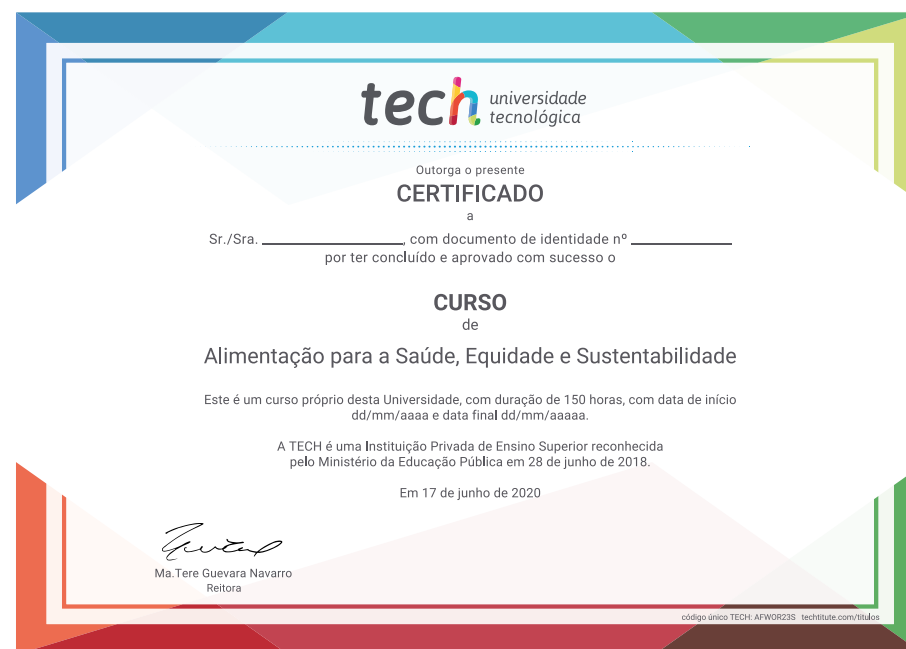 tech universidade
tecnológica
Outorga o presente
CERTIFICADO
a
Sr./Sra. , com documento de identidade nº
por ter concluído e aprovado com sucesso o
CURSO
de
Alimentação para a Saúde, Equidade e Sustentabilidade
Este é um curso próprio desta Universidade, com duração de 150 horas, com data de início
dd/mm/aaaa e data final dd/mm/aaaaa.
A TECH é uma Instituição Privada de Ensino Superior reconhecida
pelo Ministério da Educação Pública em 28 de junho de 2018.
Em 17 de junho de 2020
Ma.Tere Guevara Navarro
Reitora
código único TECH: AFWOR23S techtitute.com/titulos